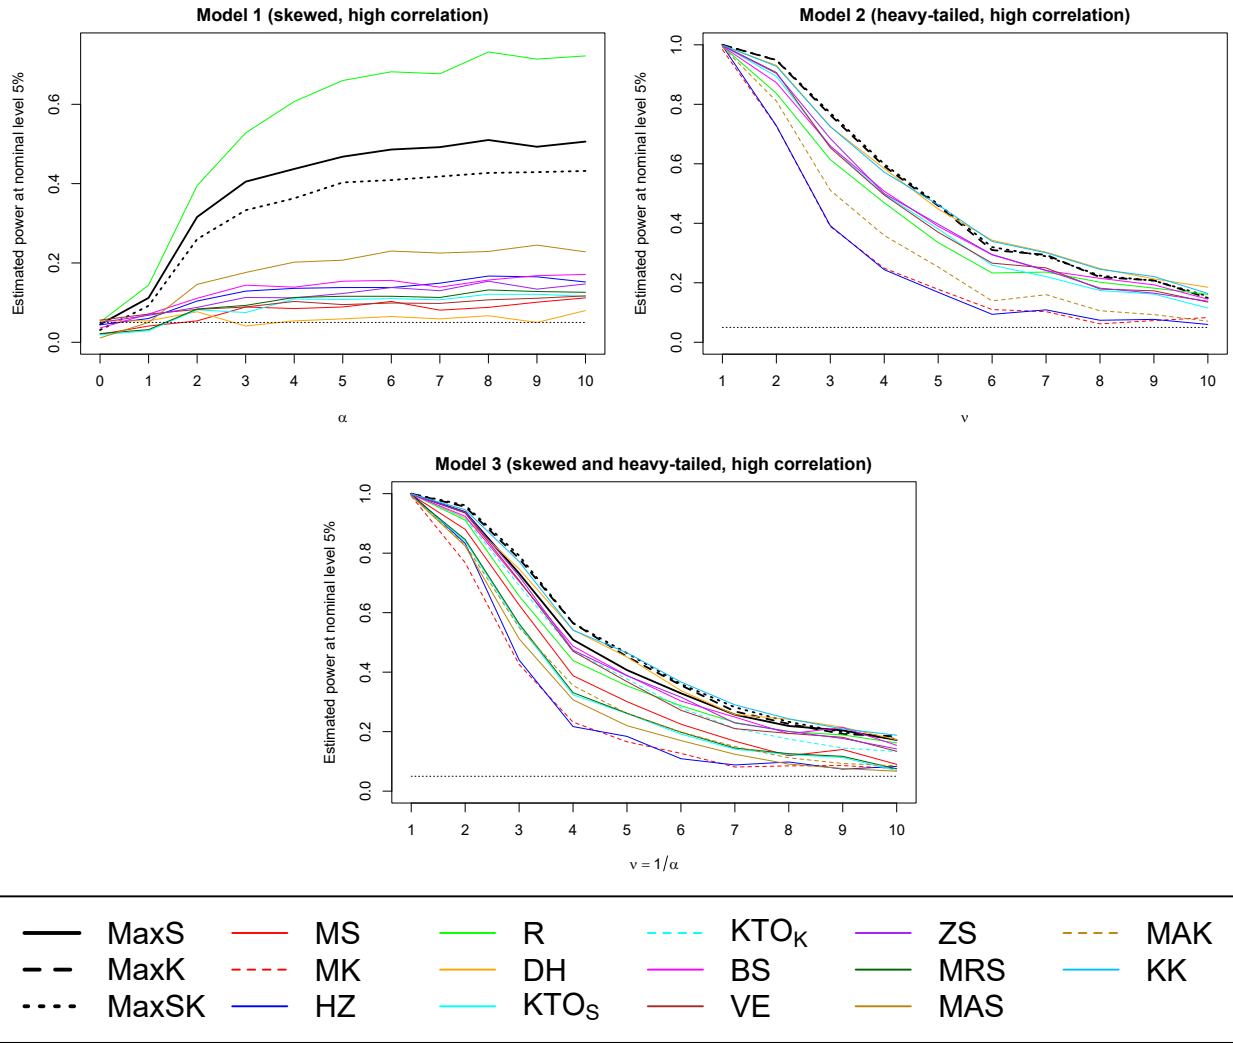 Model 1 (skewed, high correlation)
Estimated power at nominal level 5%
0.0 0.2 0.4 0.6
0 1 2 3 4 5 6 7 8 9 10
α
Model 2 (heavy-tailed, high correlation)
Estimated power at nominal level 5%
0.0 0.2 0.4 0.6 0.8 1.0
1 2 3 4 5 6 7 8 9 10
ν
Model 3 (skewed and heavy-tailed, high correlation)
Estimated power at nominal level 5%
0.0 0.2 0.4 0.6 0.8 1.0
1 2 3 4 5 6 7 8 9 10
ν = 1/α
MaxS MS R KTO_K ZS MAK
MaxK MK DH BS MRS KK
MaxSK HZ KTO_S VE MAS